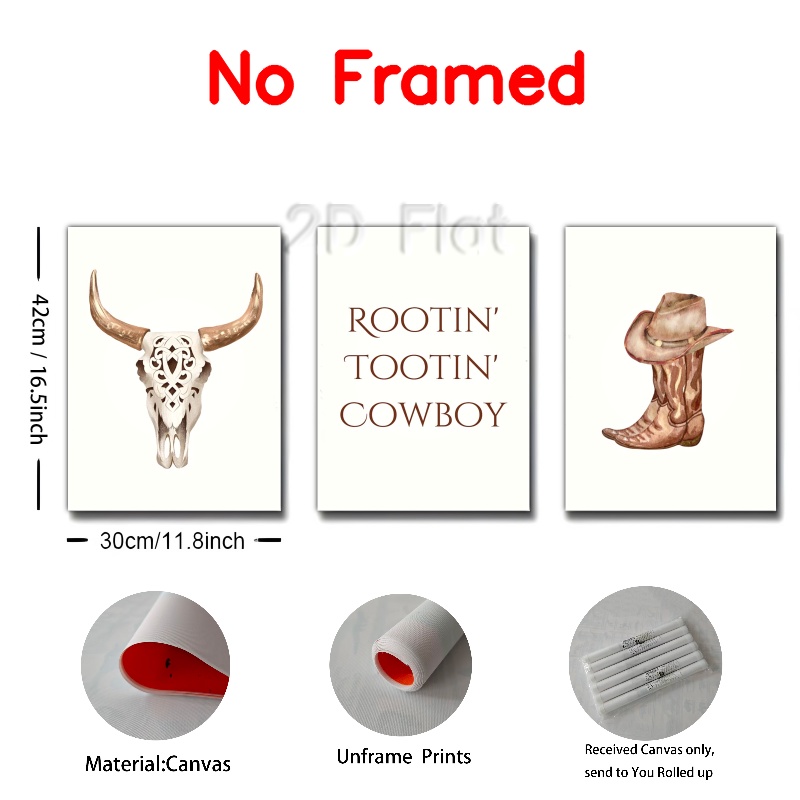 No Framed
2D Flat
42cm / 16.5inch
ROOTIN'
TOOTIN'
COWBOY
30cm/11.8inch
Material:Canvas
Unframe Prints
Received Canvas only,
send to You Rolled up